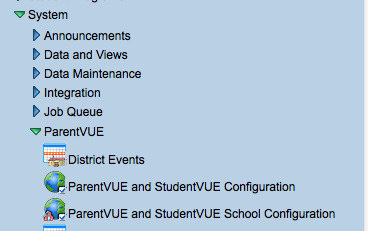 System
Announcements
Data and Views
Data Maintenance
Integration
Job Queue
ParentVUE
District Events
ParentVUE and StudentVUE Configuration
ParentVUE and StudentVUE School Configuration